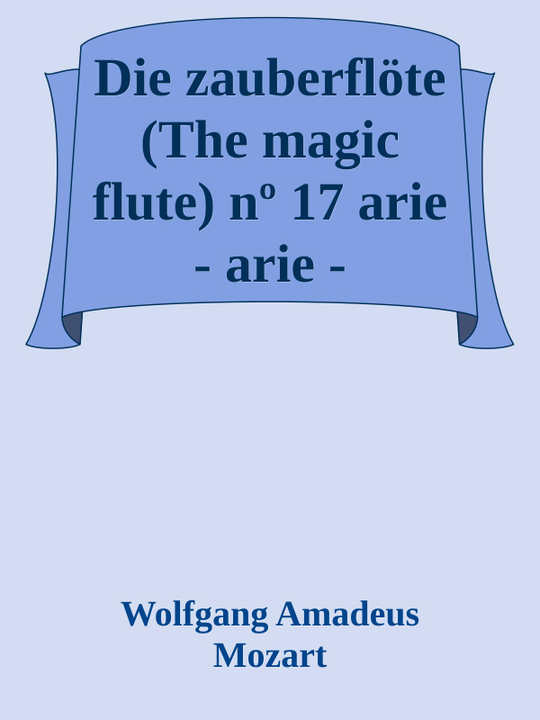 Die zauberflöte
(The magic
flute) nº 17 arie
- arie -
Wolfgang Amadeus
Mozart